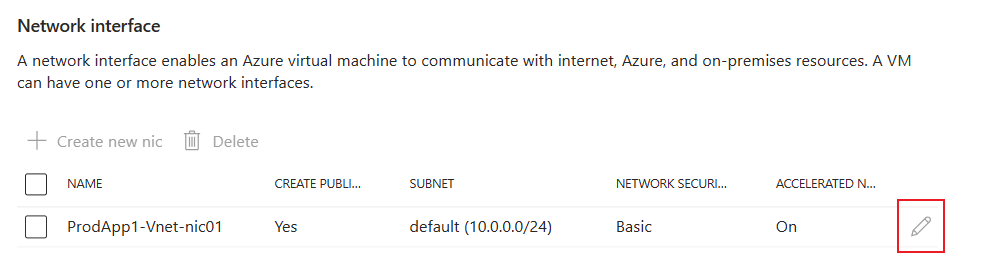 Network interface
A network interface enables an Azure virtual machine to communicate with internet, Azure, and on-premises resources. A VM
can have one or more network interfaces.
Create new nic Delete
NAME CREATE PUBLI... SUBNET NETWORK SECURI... ACCELERATED N...
ProdApp1-Vnet-nic01 Yes default (10.0.0.0/24) Basic On